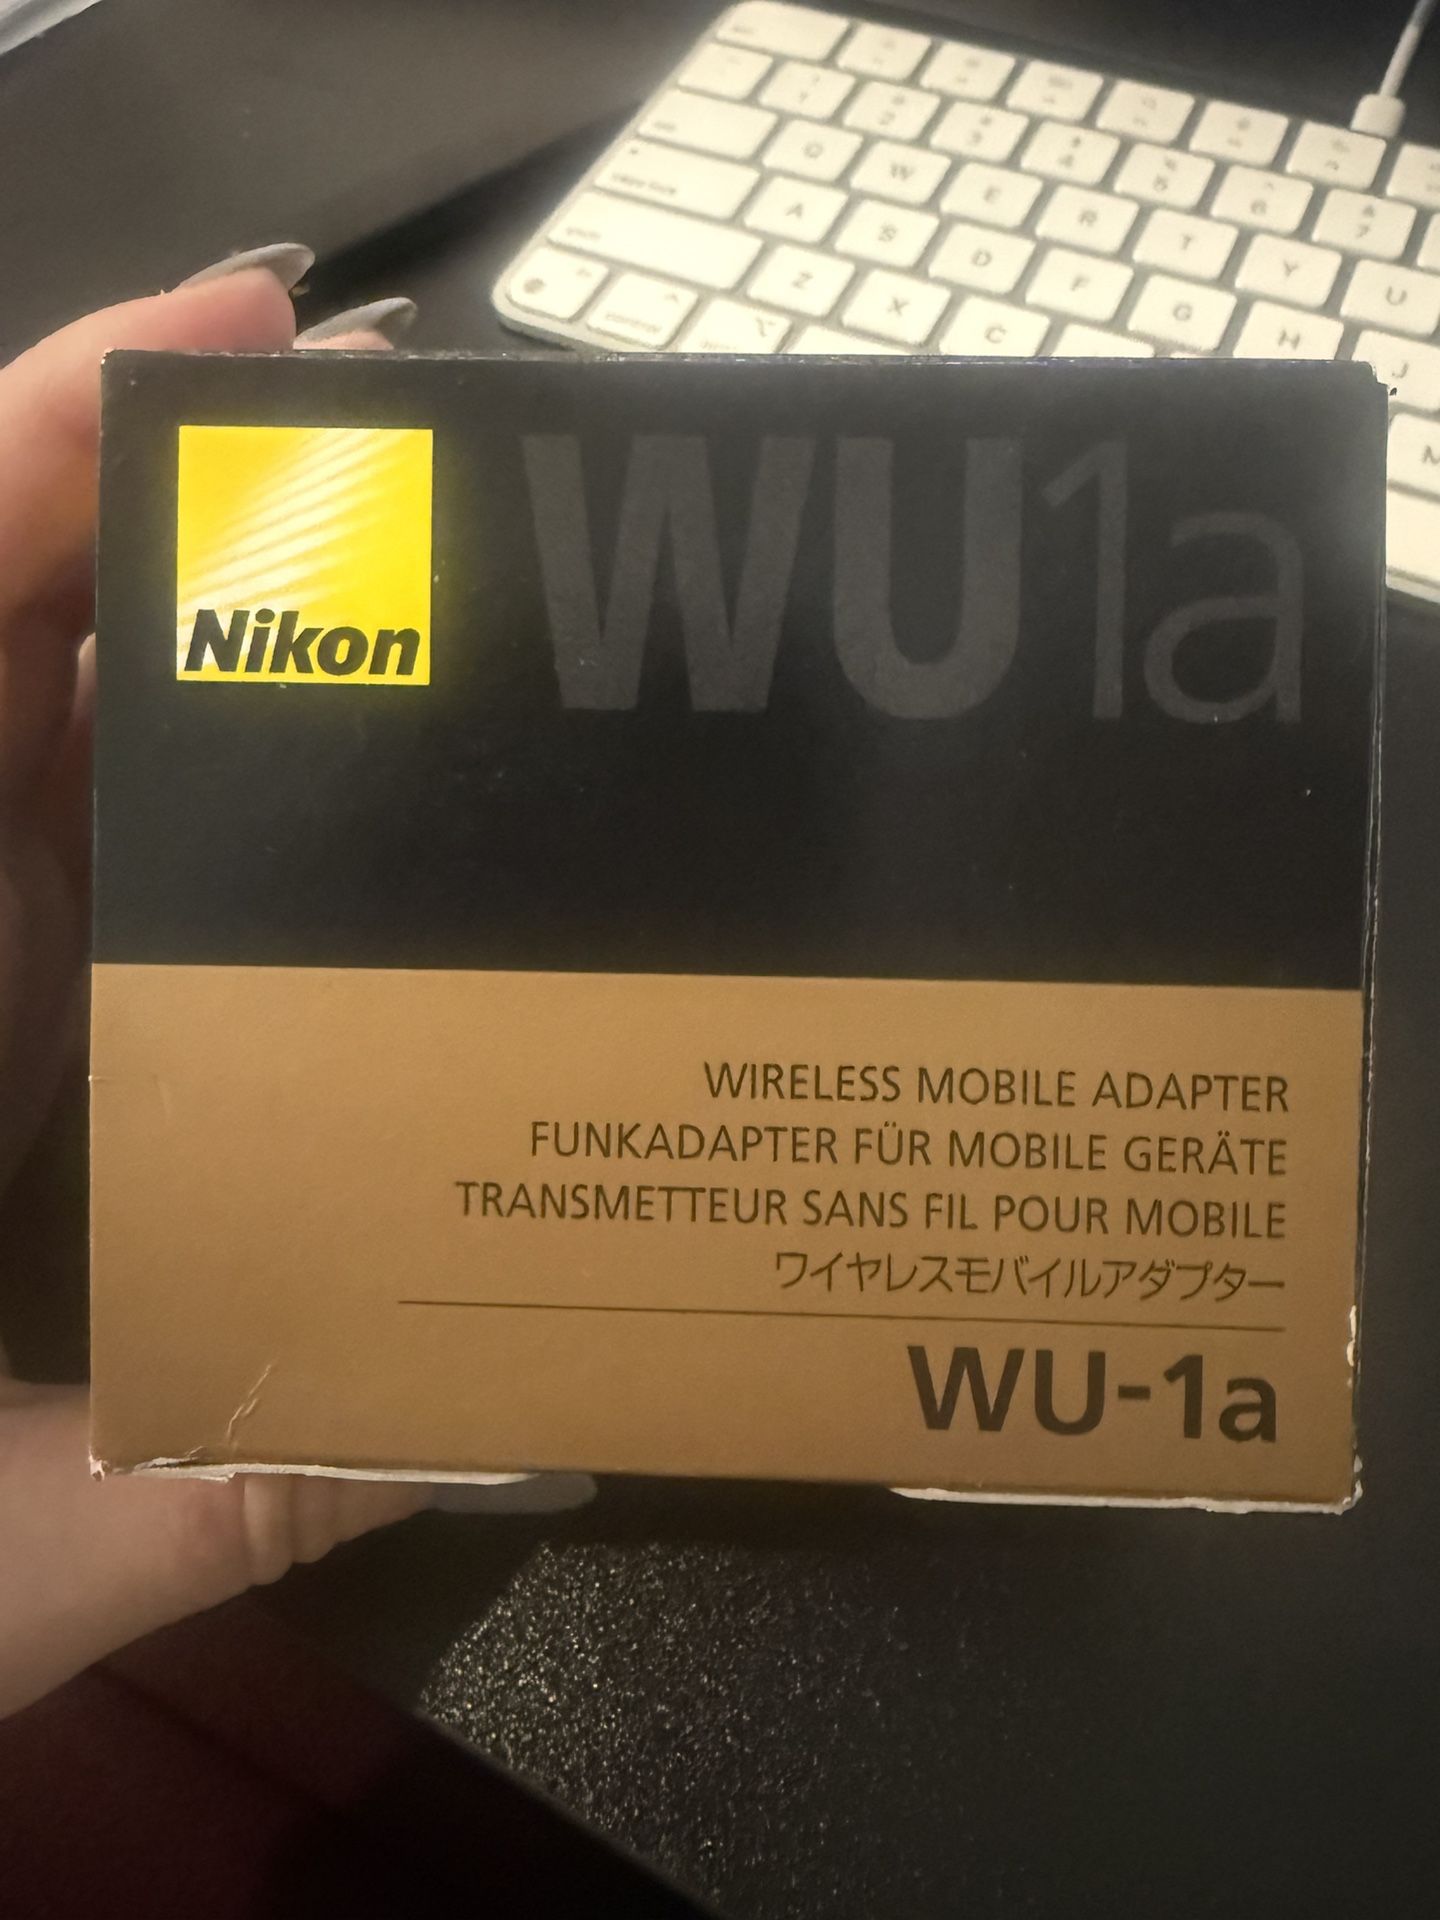 Q W E R T Y U
A S D F G H J
Z X C M
Nikon
WU1a
WIRELESS MOBILE ADAPTER
FUNKADAPTER FÜR MOBILE GERÄTE
TRANSMETTEUR SANS FIL POUR MOBILE
ワイヤレスモバイルアダプター
WU-1a